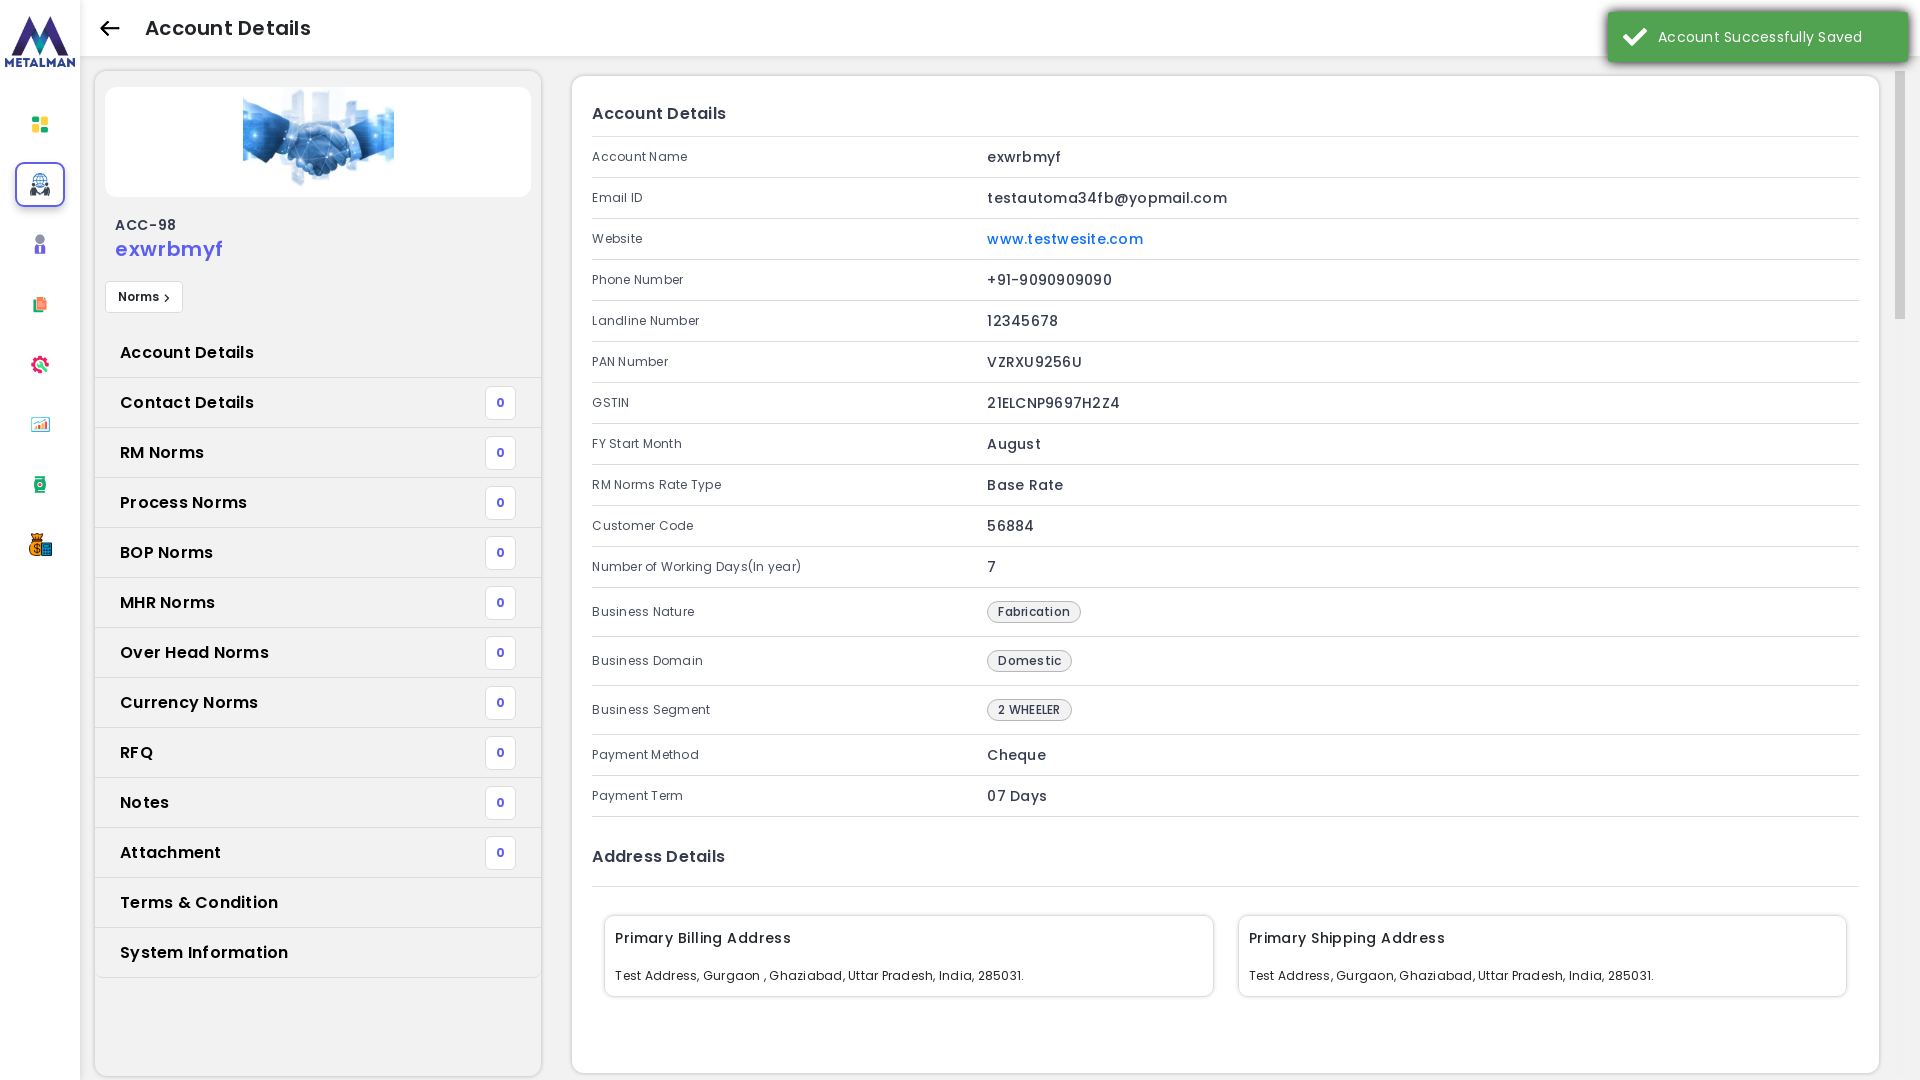 METALMAN
Account Details
Account Successfully Saved
ACC-98
exwrbmyf
Norms
Account Details
Contact Details 0
RM Norms 0
Process Norms 0
BOP Norms 0
MHR Norms 0
Over Head Norms 0
Currency Norms 0
RFQ 0
Notes 0
Attachment 0
Terms & Condition
System Information
Account Details
Account Name exwrbmyf
Email ID testautoma34fb@yopmail.com
Website www.testwesite.com
Phone Number +91-9090909090
Landline Number 12345678
PAN Number VZRXU9256U
GSTIN 21ELCNP9697H2Z4
FY Start Month August
RM Norms Rate Type Base Rate
Customer Code 56884
Number of Working Days(In year) 7
Business Nature Fabrication
Business Domain Domestic
Business Segment 2 WHEELER
Payment Method Cheque
Payment Term 07 Days
Address Details
Primary Billing Address
Test Address, Gurgaon , Ghaziabad, Uttar Pradesh, India, 285031.
Primary Shipping Address
Test Address, Gurgaon, Ghaziabad, Uttar Pradesh, India, 285031.